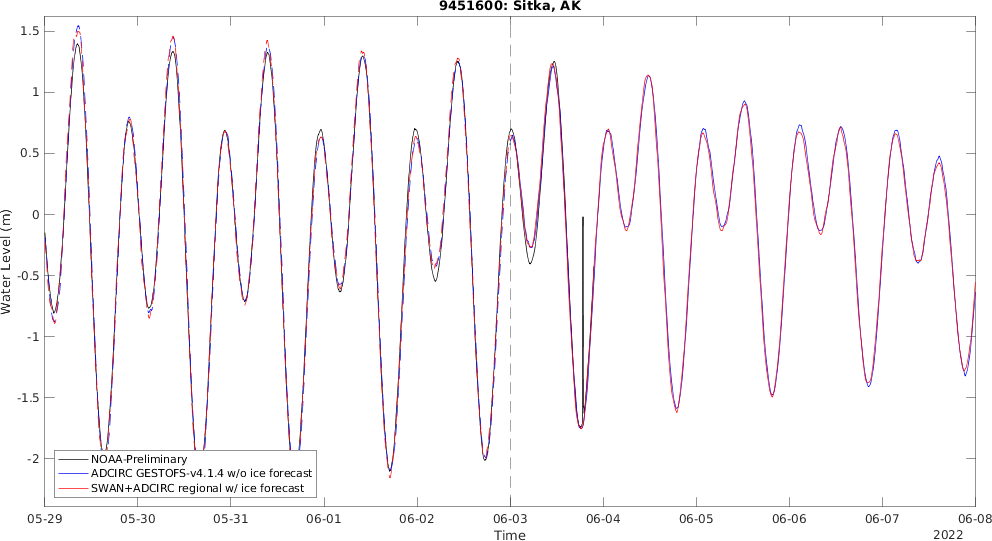 9451600: Sitka, AK
Water Level (m)
1.5
1
0.5
0
-0.5
-1
-1.5
-2
NOAA-Preliminary
ADCIRC GESTOFS-v4.1.4 w/o ice forecast
SWAN+ADCIRC regional w/ ice forecast
05-29 05-30 05-31 06-01 06-02 06-03 06-04 06-05 06-06 06-07 06-08
Time
2022